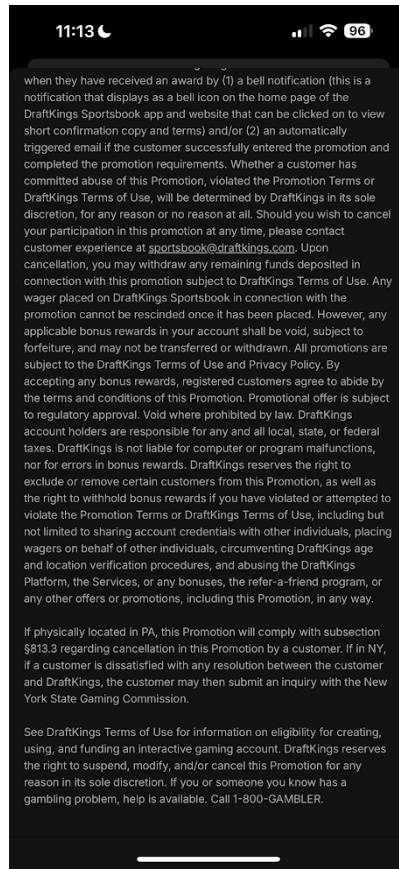 11:13
96
when they have received an award by (1) a bell notification (this is a
notification that displays as a bell icon on the home page of the
DraftKings Sportsbook app and website that can be clicked on to view
short confirmation copy and terms) and/or (2) an automatically
triggered email if the customer successfully entered the promotion and
completed the promotion requirements. Whether a customer has
committed abuse of this Promotion, violated the Promotion Terms or
DraftKings Terms of Use, will be determined by DraftKings in its sole
discretion, for any reason or no reason at all. Should you wish to cancel
your participation in this promotion at any time, please contact
customer experience at sportsbook@draftkings.com. Upon
cancellation, you may withdraw any remaining funds deposited in
connection with this promotion subject to DraftKings Terms of Use. Any
wager placed on DraftKings Sportsbook in connection with the
promotion cannot be rescinded once it has been placed. However, any
applicable bonus rewards in your account shall be void, subject to
forfeiture, and may not be transferred or withdrawn. All promotions are
subject to the DraftKings Terms of Use and Privacy Policy. By
accepting any bonus rewards, registered customers agree to abide by
the terms and conditions of this Promotion. Promotional offer is subject
to regulatory approval. Void where prohibited by law. DraftKings
account holders are responsible for any and all local, state, or federal
taxes. DraftKings is not liable for computer or program malfunctions,
nor for errors in bonus rewards. DraftKings reserves the right to
exclude or remove certain customers from this Promotion, as well as
the right to withhold bonus rewards if you have violated or attempted to
violate the Promotion Terms or DraftKings Terms of Use, including but
not limited to sharing account credentials with other individuals, placing
wagers on behalf of other individuals, circumventing DraftKings age
and location verification procedures, and abusing the DraftKings
Platform, the Services, or any bonuses, the refer-a-friend program, or
any other offers or promotions, including this Promotion, in any way.
If physically located in PA, this Promotion will comply with subsection
§813.3 regarding cancellation in this Promotion by a customer. If in NY,
if a customer is dissatisfied with any resolution between the customer
and DraftKings, the customer may then submit an inquiry with the New
York State Gaming Commission.
See DraftKings Terms of Use for information on eligibility for creating,
using, and funding an interactive gaming account. DraftKings reserves
the right to suspend, modify, and/or cancel this Promotion for any
reason in its sole discretion. If you or someone you know has a
gambling problem, help is available. Call 1-800-GAMBLER.